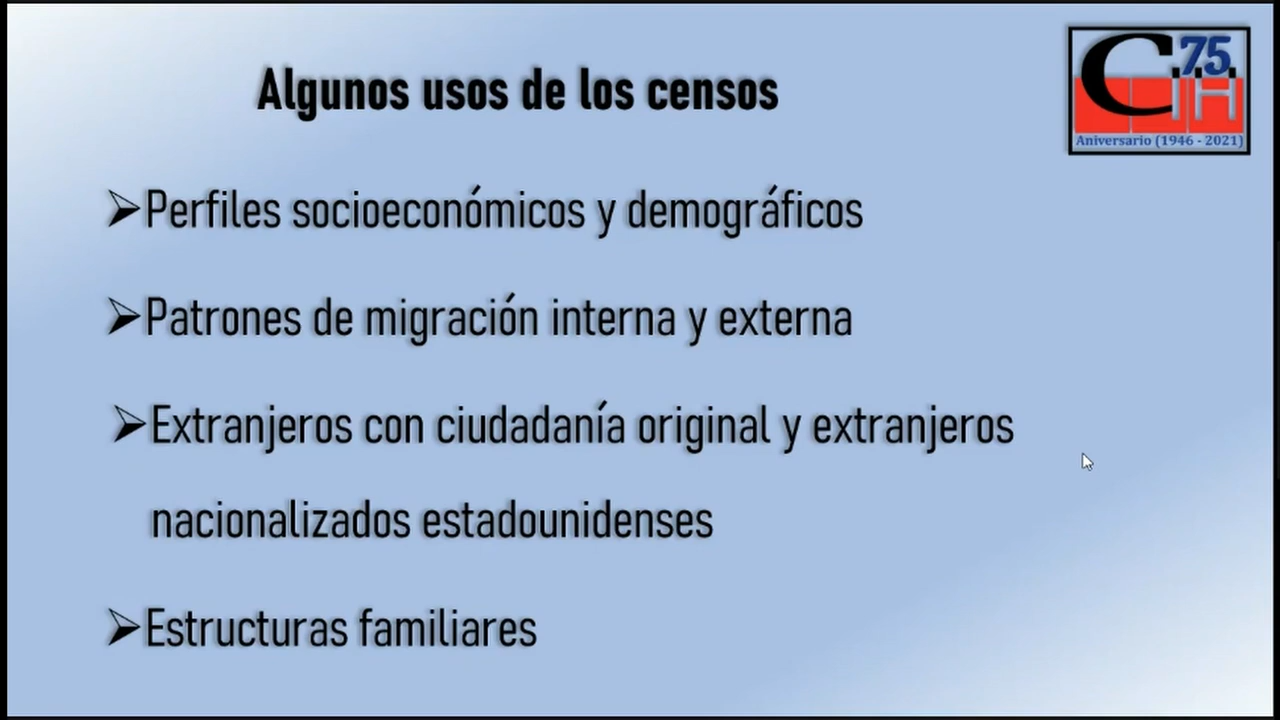 Algunos usos de los censos
CIH
75
Aniversario (1946 - 2021)
➢Perfiles socioeconómicos y demográficos
➢Patrones de migración interna y externa
➢Extranjeros con ciudadanía original y extranjeros
nacionalizados estadounidenses
➢Estructuras familiares